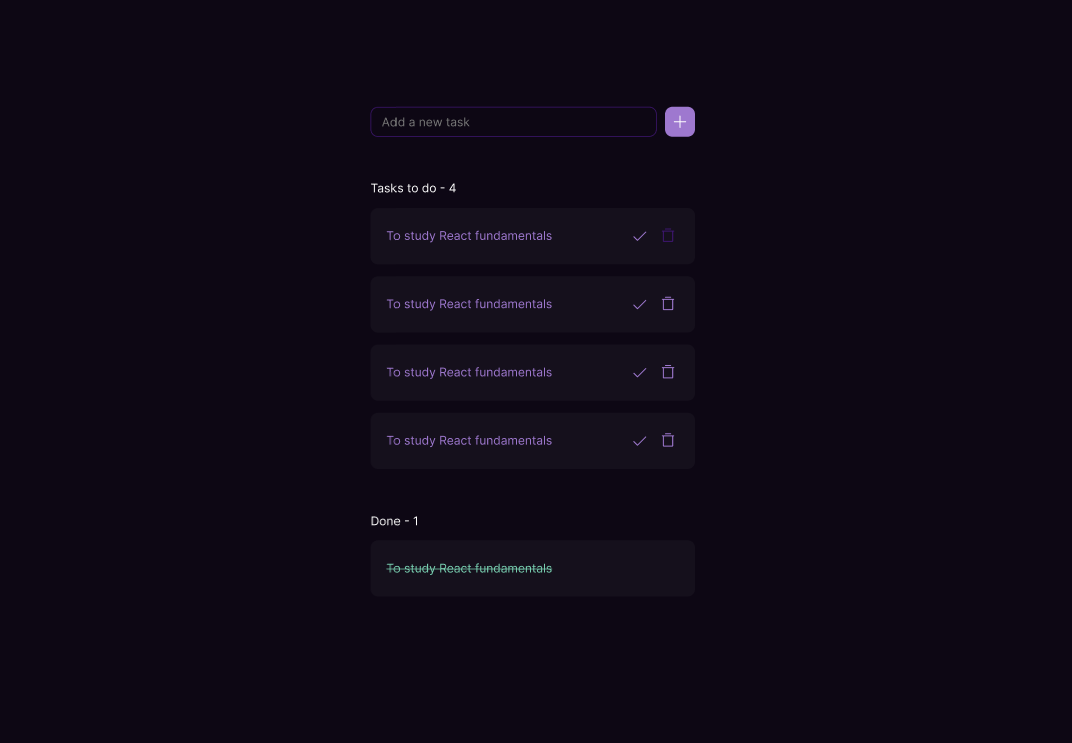 Add a new task
Tasks to do - 4
To study React fundamentals
To study React fundamentals
To study React fundamentals
To study React fundamentals
Done - 1
To study React fundamentals